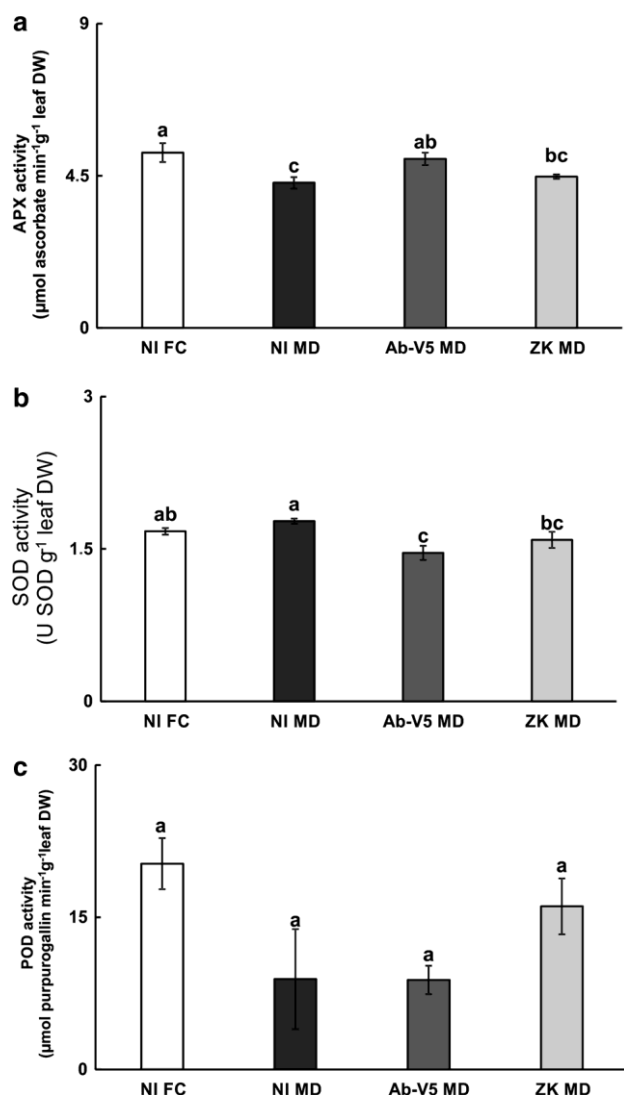 a
9
4.5
0
APX activity
(µmol ascorbate min⁻¹g⁻¹ leaf DW)
a
c
ab
bc
NI FC
NI MD
Ab-V5 MD
ZK MD
b
3
1.5
0
SOD activity
(U SOD g⁻¹ leaf DW)
ab
a
c
bc
NI FC
NI MD
Ab-V5 MD
ZK MD
c
30
15
0
POD activity
(µmol purpurogallin min⁻¹g⁻¹leaf DW)
a
a
a
a
NI FC
NI MD
Ab-V5 MD
ZK MD